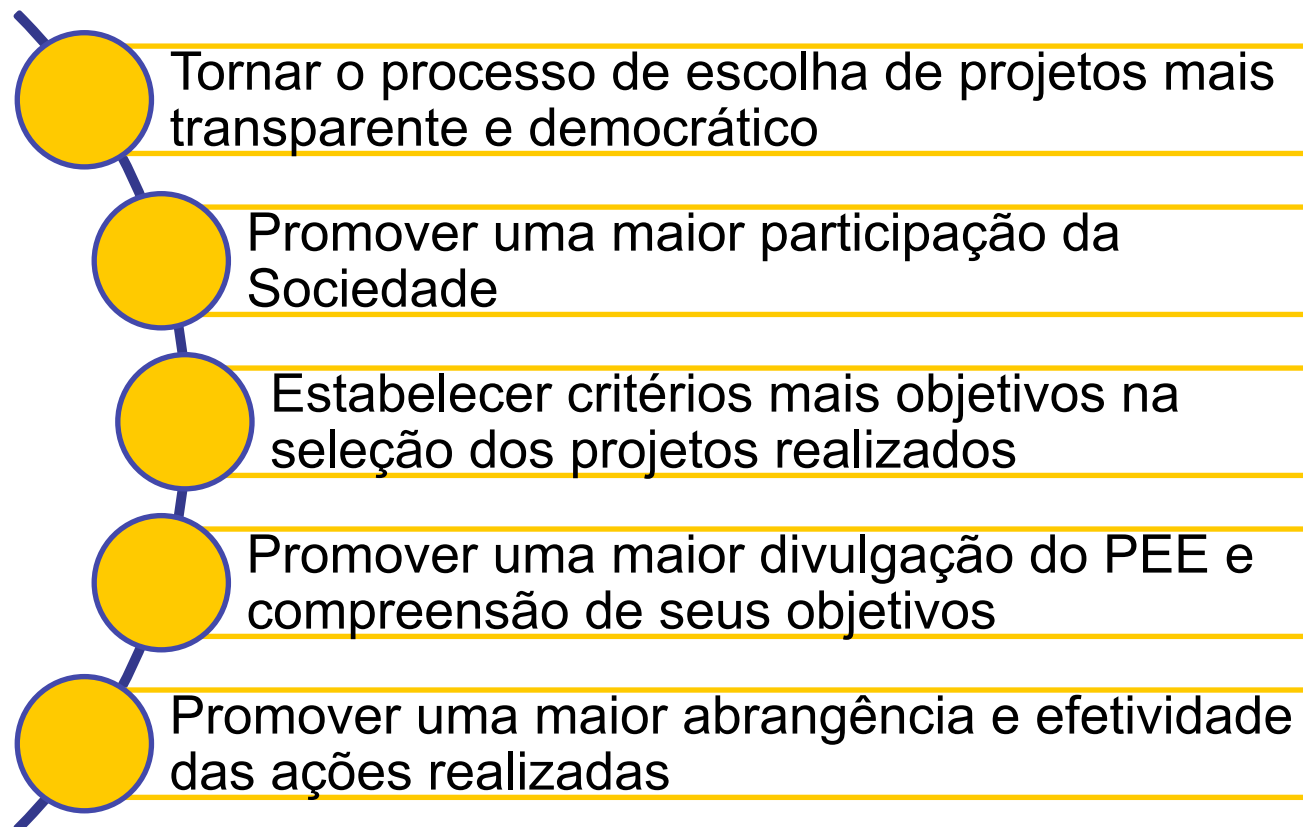 Tornar o processo de escolha de projetos mais
transparente e democrático
Promover uma maior participação da
Sociedade
Estabelecer critérios mais objetivos na
seleção dos projetos realizados
Promover uma maior divulgação do PEE e
compreensão de seus objetivos
Promover uma maior abrangência e efetividade
das ações realizadas